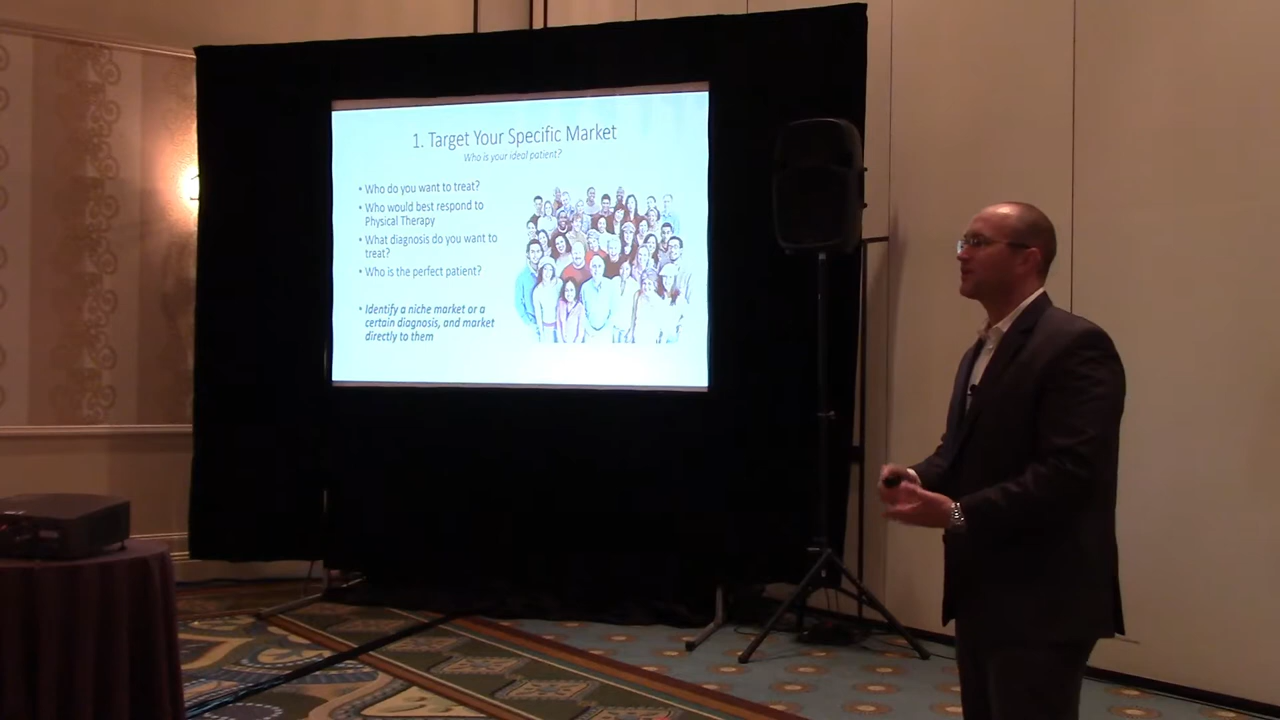 1. Target Your Specific Market
Who is your ideal patient?
• Who do you want to treat?
• Who would best respond to
Physical Therapy
• What diagnosis do you want to
treat?
• Who is the perfect patient?
• Identify a niche market or a
certain diagnosis, and market
directly to them